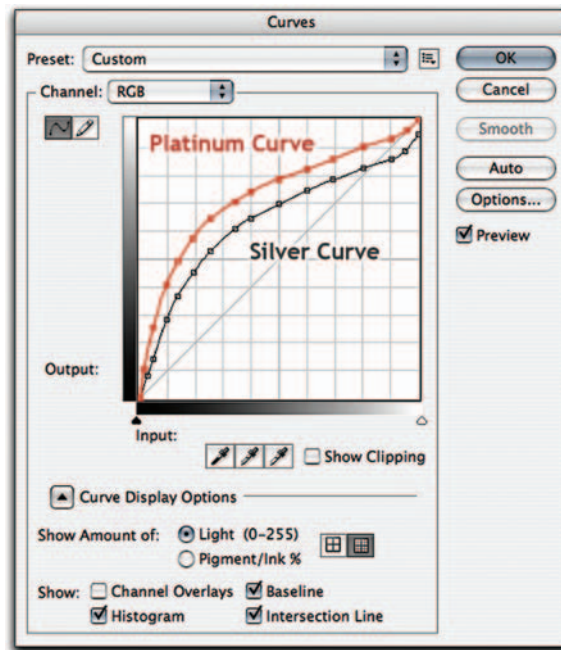 Curves
Preset: Custom
OK
Channel: RGB
Cancel
Smooth
Platinum Curve
Auto
Options...
Preview
Silver Curve
Output:
Input:
Show Clipping
Curve Display Options
Show Amount of: Light (0–255)
Pigment/Ink %
Show: Channel Overlays Baseline
Histogram Intersection Line